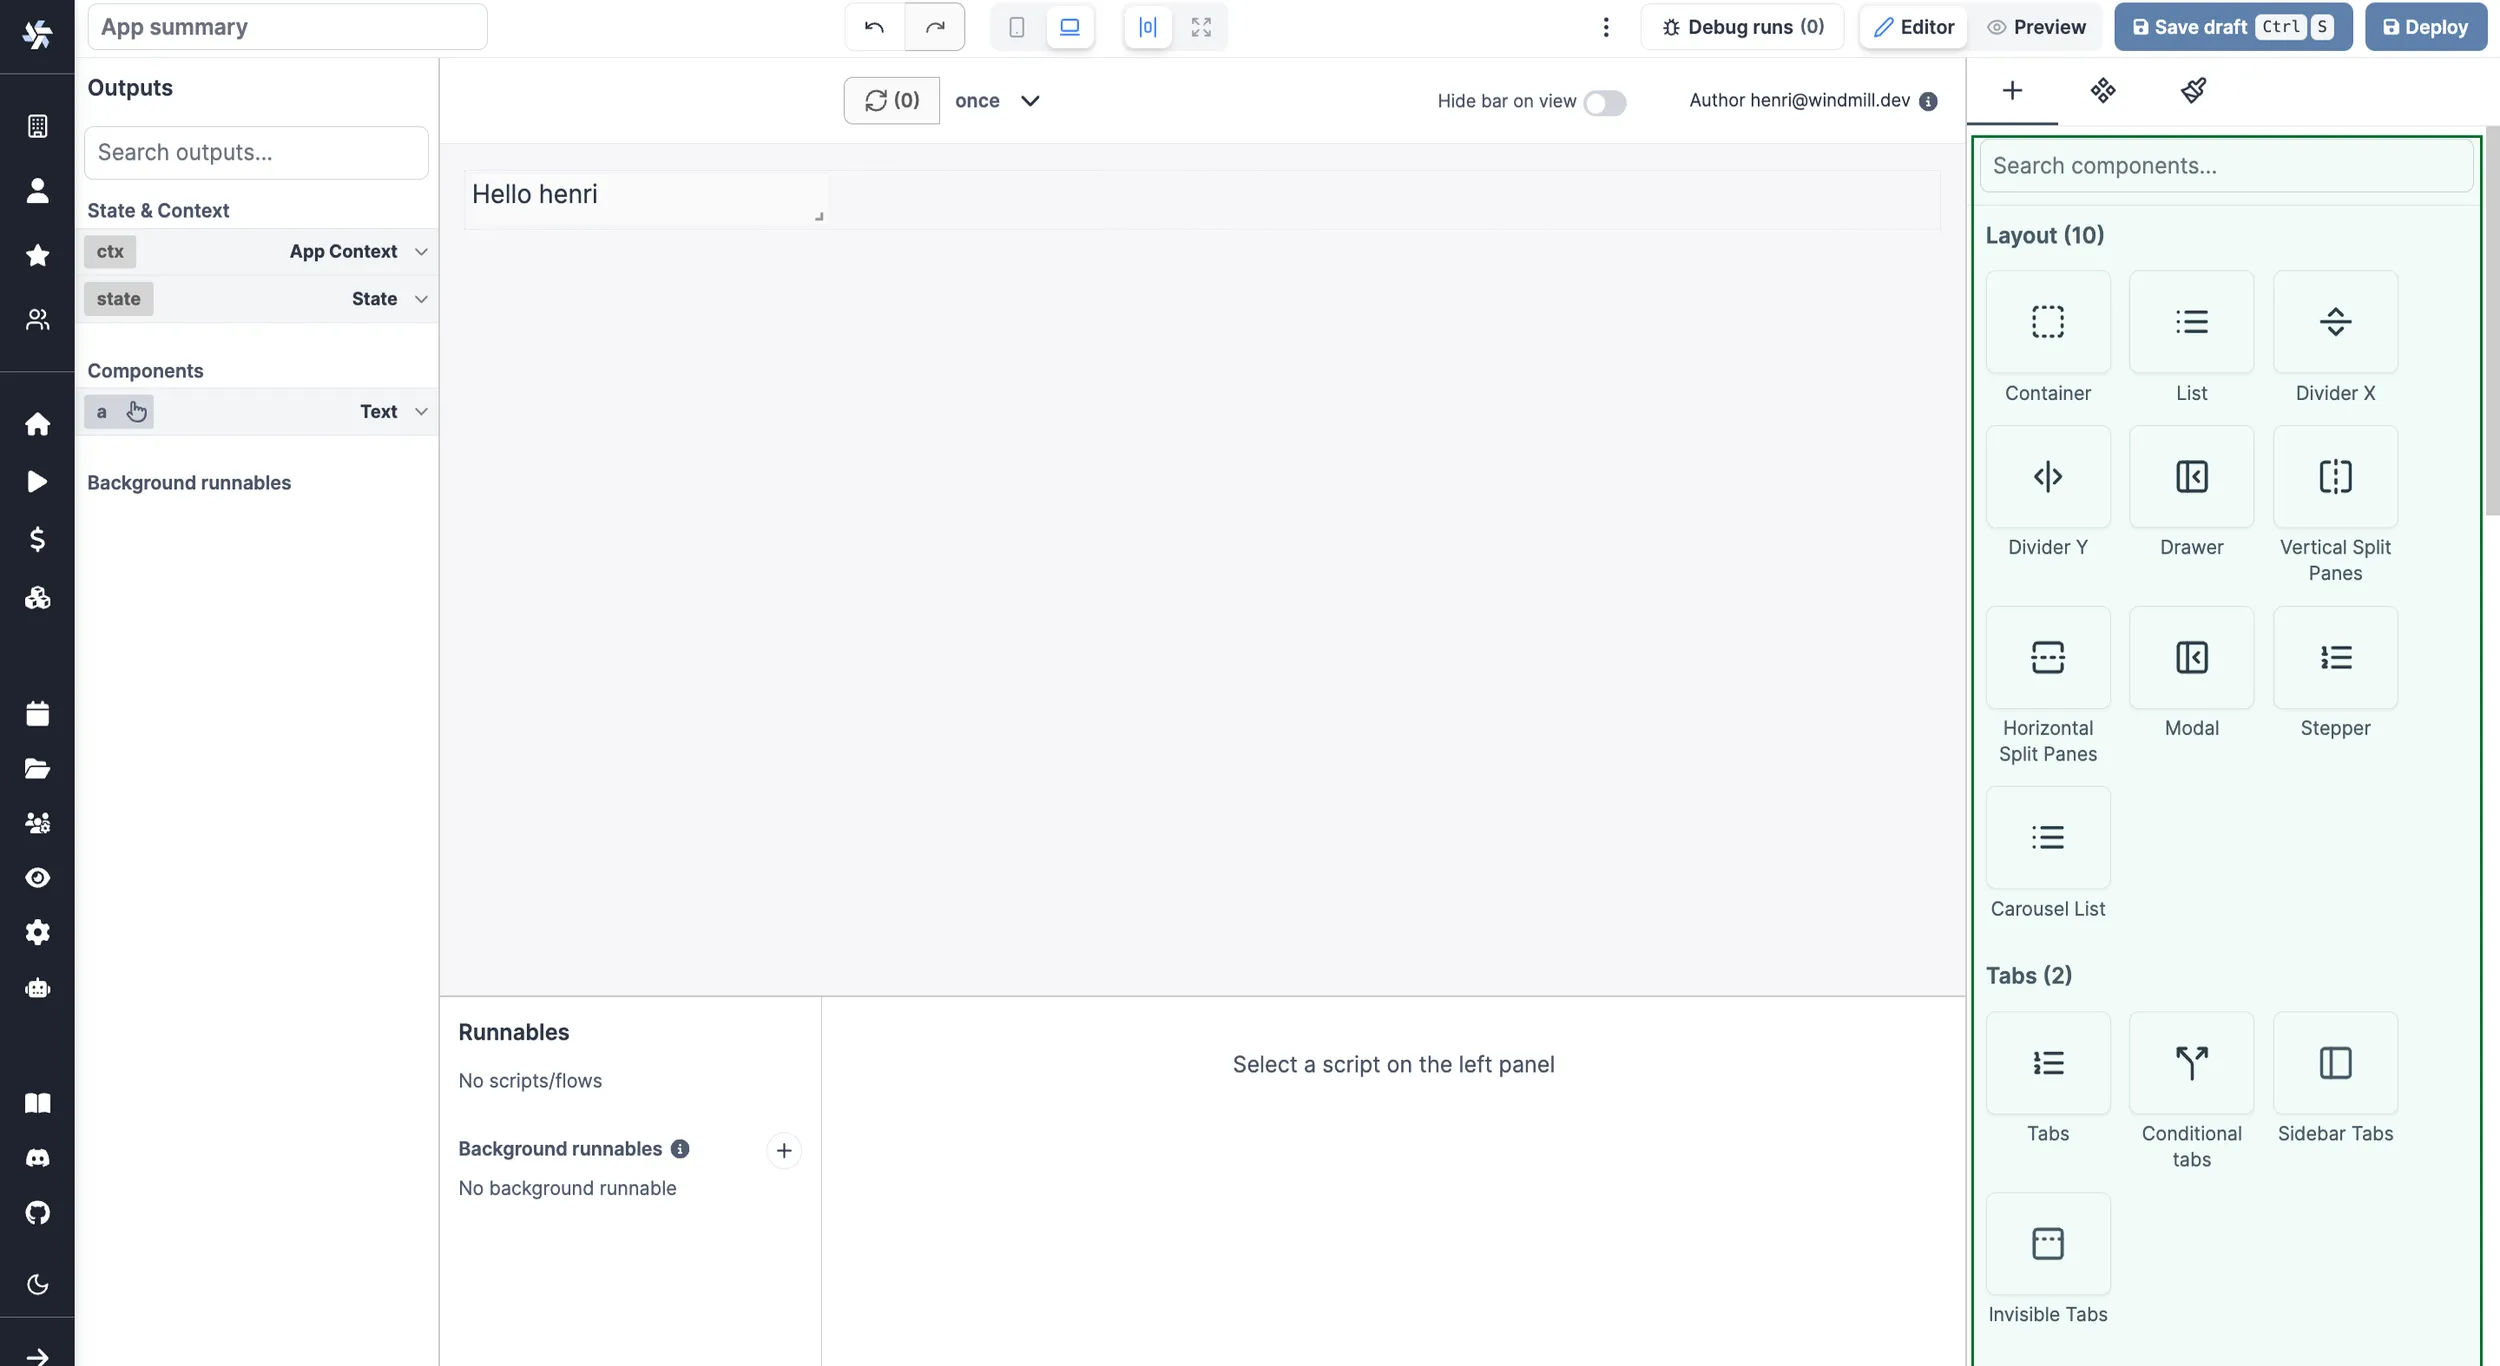 App summary
Debug runs (0)
Editor
Preview
Save draft Ctrl S
Deploy
Outputs
Search outputs...
State & Context
ctx App Context
state State
Components
a Text
Background runnables
(0) once
Hide bar on view
Author henri@windmill.dev
Hello henri
Runnables
No scripts/flows
Background runnables
No background runnable
Select a script on the left panel
Search components...
Layout (10)
Container
List
Divider X
Divider Y
Drawer
Vertical Split
Panes
Horizontal
Split Panes
Modal
Stepper
Carousel List
Tabs (2)
Tabs
Conditional
tabs
Sidebar Tabs
Invisible Tabs